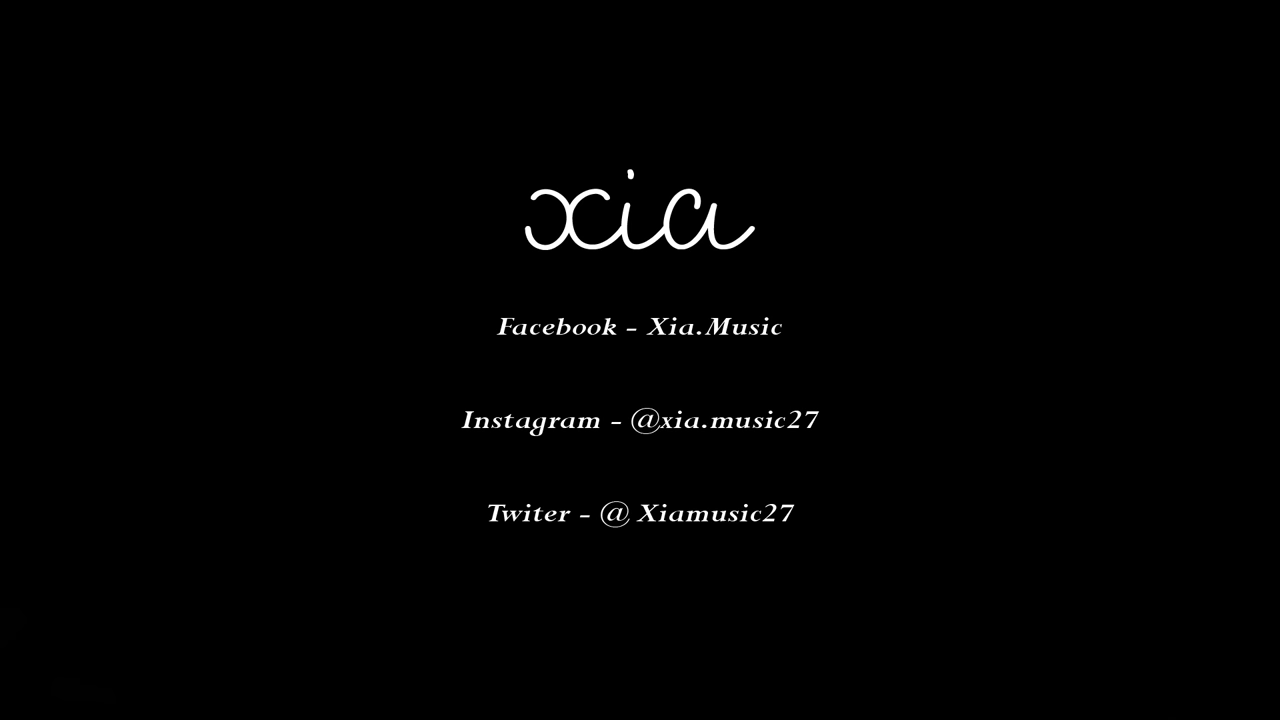 xia
Facebook - Xia.Music
Instagram - @xia.music27
Twiter - @ Xiamusic27